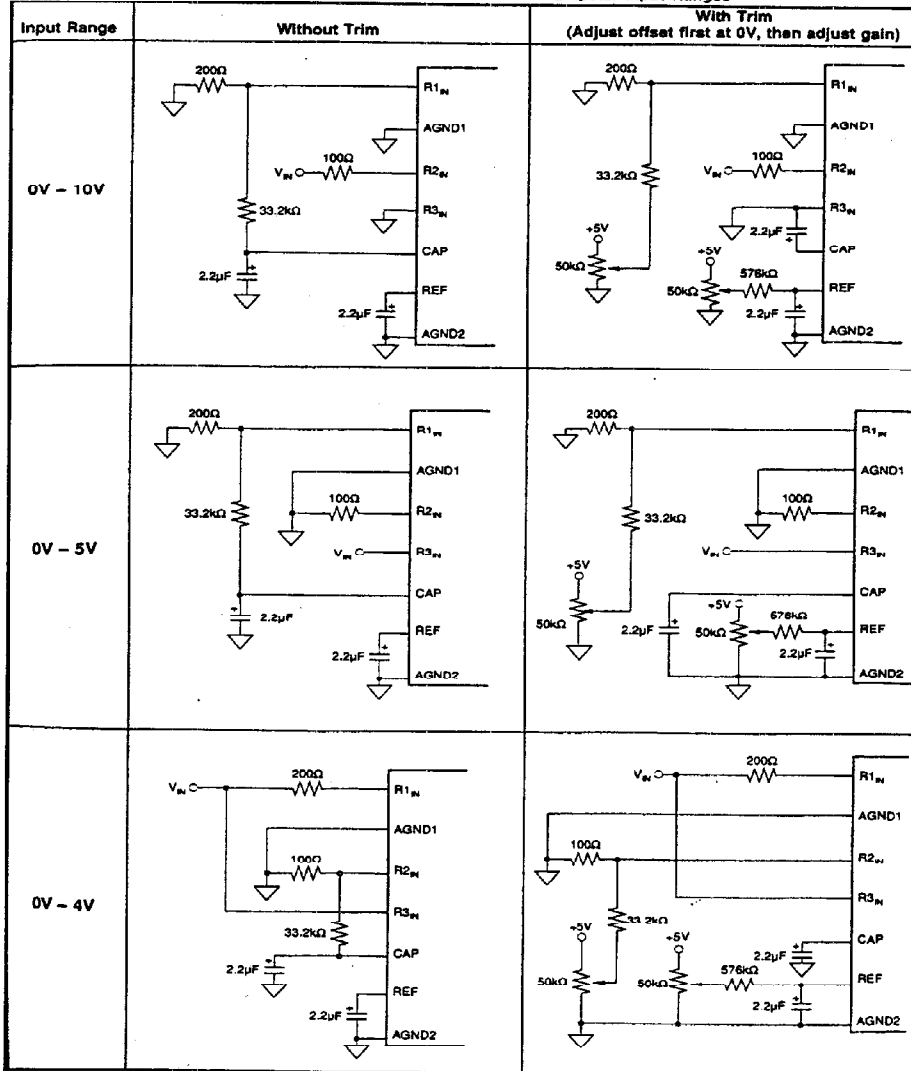 Input Range
Without Trim
With Trim
(Adjust offset first at 0V, then adjust gain)
0V – 10V
200Ω
R1IN
AGND1
100Ω
VIN
R2IN
33.2kΩ
R3IN
CAP
2.2µF
REF
2.2µF
AGND2
200Ω
R1IN
AGND1
100Ω
VIN
R2IN
33.2kΩ
R3IN
+5V
2.2µF
+5V
CAP
50kΩ
576kΩ
REF
50kΩ
2.2µF
AGND2
0V – 5V
200Ω
R1IN
AGND1
100Ω
33.2kΩ
R2IN
VIN
R3IN
CAP
2.2µF
REF
2.2µF
AGND2
200Ω
R1IN
AGND1
100Ω
33.2kΩ
R2IN
VIN
R3IN
+5V
CAP
+5V
576kΩ
50kΩ
2.2µF
50kΩ
REF
2.2µF
AGND2
0V – 4V
VIN
200Ω
R1IN
AGND1
100Ω
R2IN
R3IN
33.2kΩ
CAP
2.2µF
REF
2.2µF
AGND2
VIN
200Ω
R1IN
AGND1
100Ω
R2IN
R3IN
33.2kΩ
+5V
+5V
CAP
2.2µF
50kΩ
50kΩ
576kΩ
REF
2.2µF
AGND2